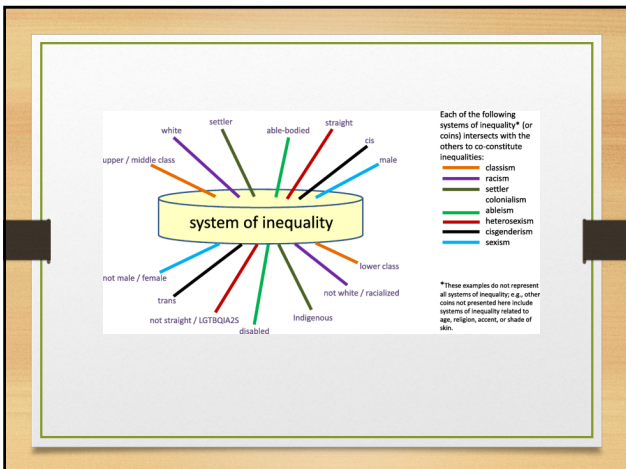 settler
straight
white
able-bodied
cis
upper / middle class
male
system of inequality
lower class
not male / female
not white / racialized
trans
Indigenous
not straight / LGTBQIA2S
disabled
Each of the following
systems of inequality* (or
coins) intersects with the
others to co-constitute
inequalities:
classism
racism
settler
colonialism
ableism
heterosexism
cisgenderism
sexism
*These examples do not represent
all systems of inequality; e.g., other
coins not presented here include
systems of inequality related to
age, religion, accent, or shade of
skin.